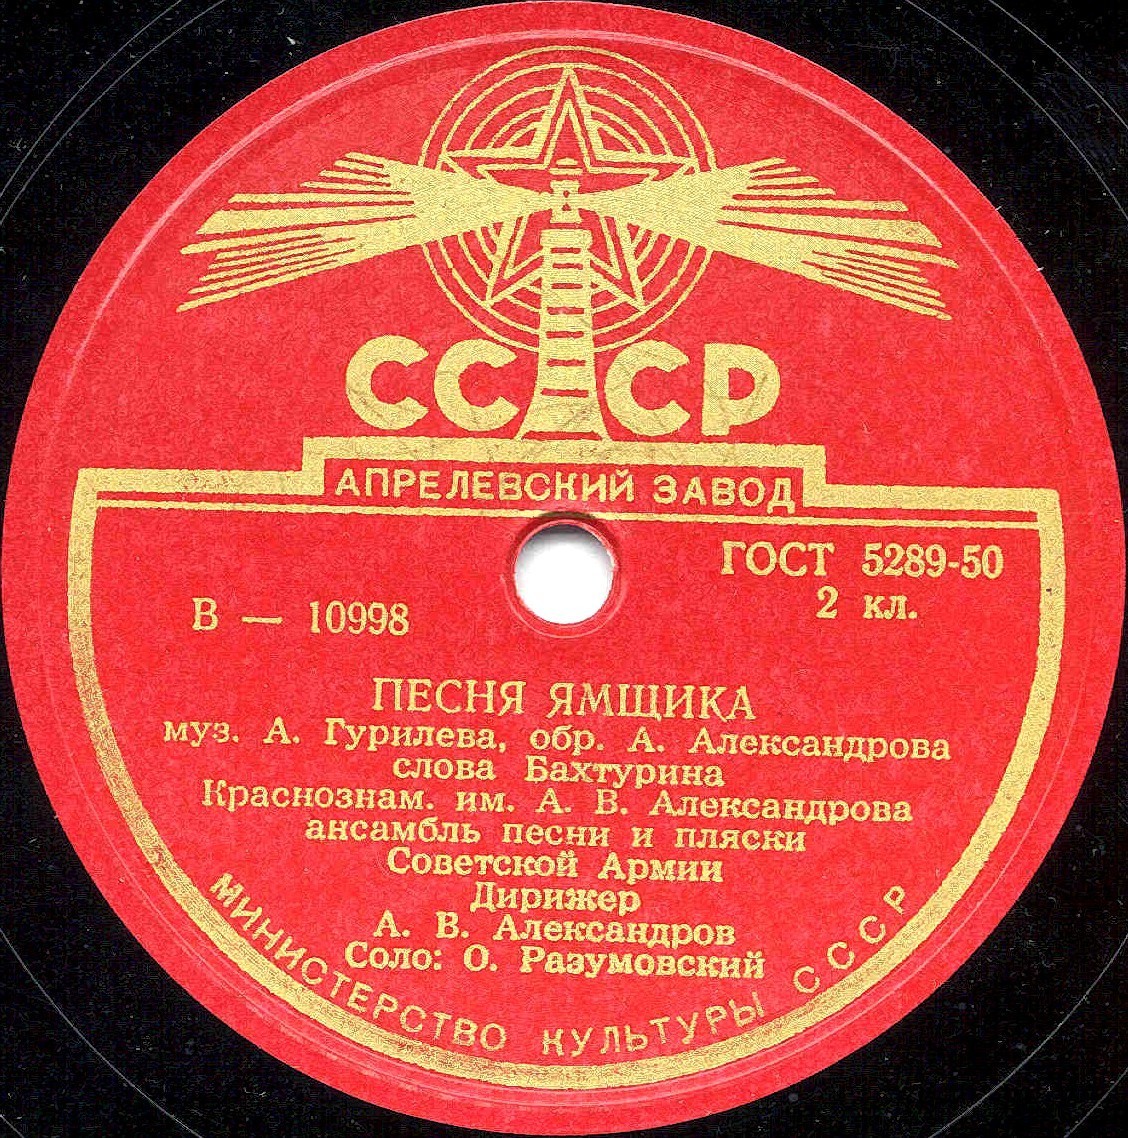 СССР
АПРЕЛЕВСКИЙ ЗАВОД
ГОСТ 5289-50
2 кл.
В — 10998
ПЕСНЯ ЯМЩИКА
муз. А. Гурилева, обр. А. Александрова
слова Бахтурина
Краснознам. им. А. В. Александрова
ансамбль песни и пляски
Советской Армии
Дирижер
А. В. Александров
Соло: О. Разумовский
МИНИСТЕРСТВО КУЛЬТУРЫ СССР